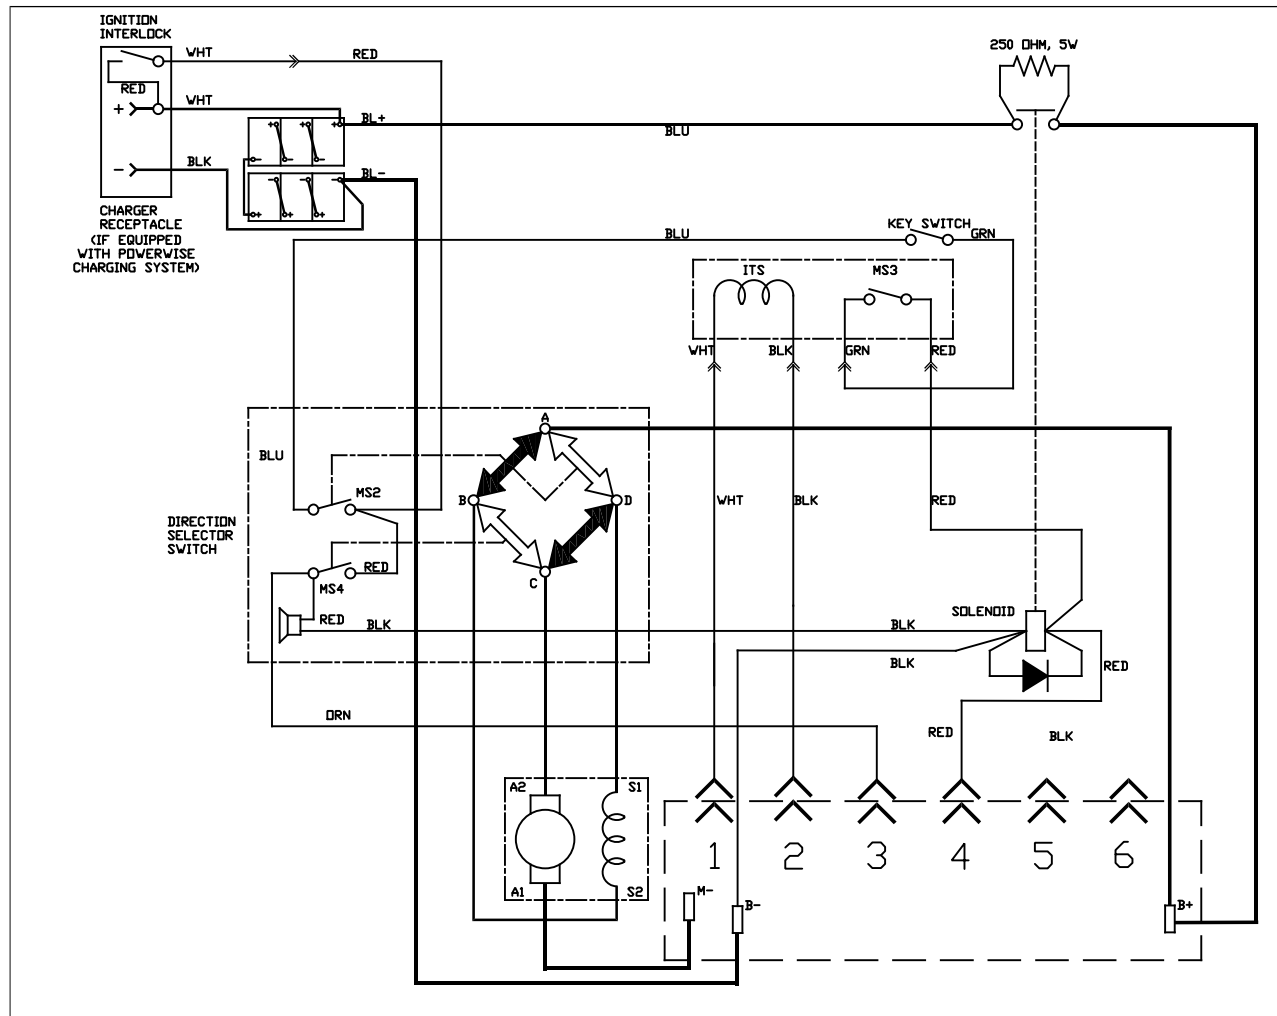 IGNITION
INTERLOCK
WHT
RED
250 OHM, 5W
RED
+
WHT
BL+
BLU
+ + +
- - -
-
BLK
BL-
- - -
+ + +
CHARGER
RECEPTACLE
(IF EQUIPPED
WITH POWERWISE
CHARGING SYSTEM)
BLU
KEY SWITCH
GRN
ITS
MS3
WHT
BLK
GRN
RED
A
BLU
MS2
B
D
WHT
BLK
RED
DIRECTION
SELECTOR
SWITCH
RED
MS4
C
RED
BLK
BLK
SOLENOID
BLK
RED
ORN
RED
BLK
A2
S1
1
2
3
4
5
6
A1
S2
M-
B-
B+